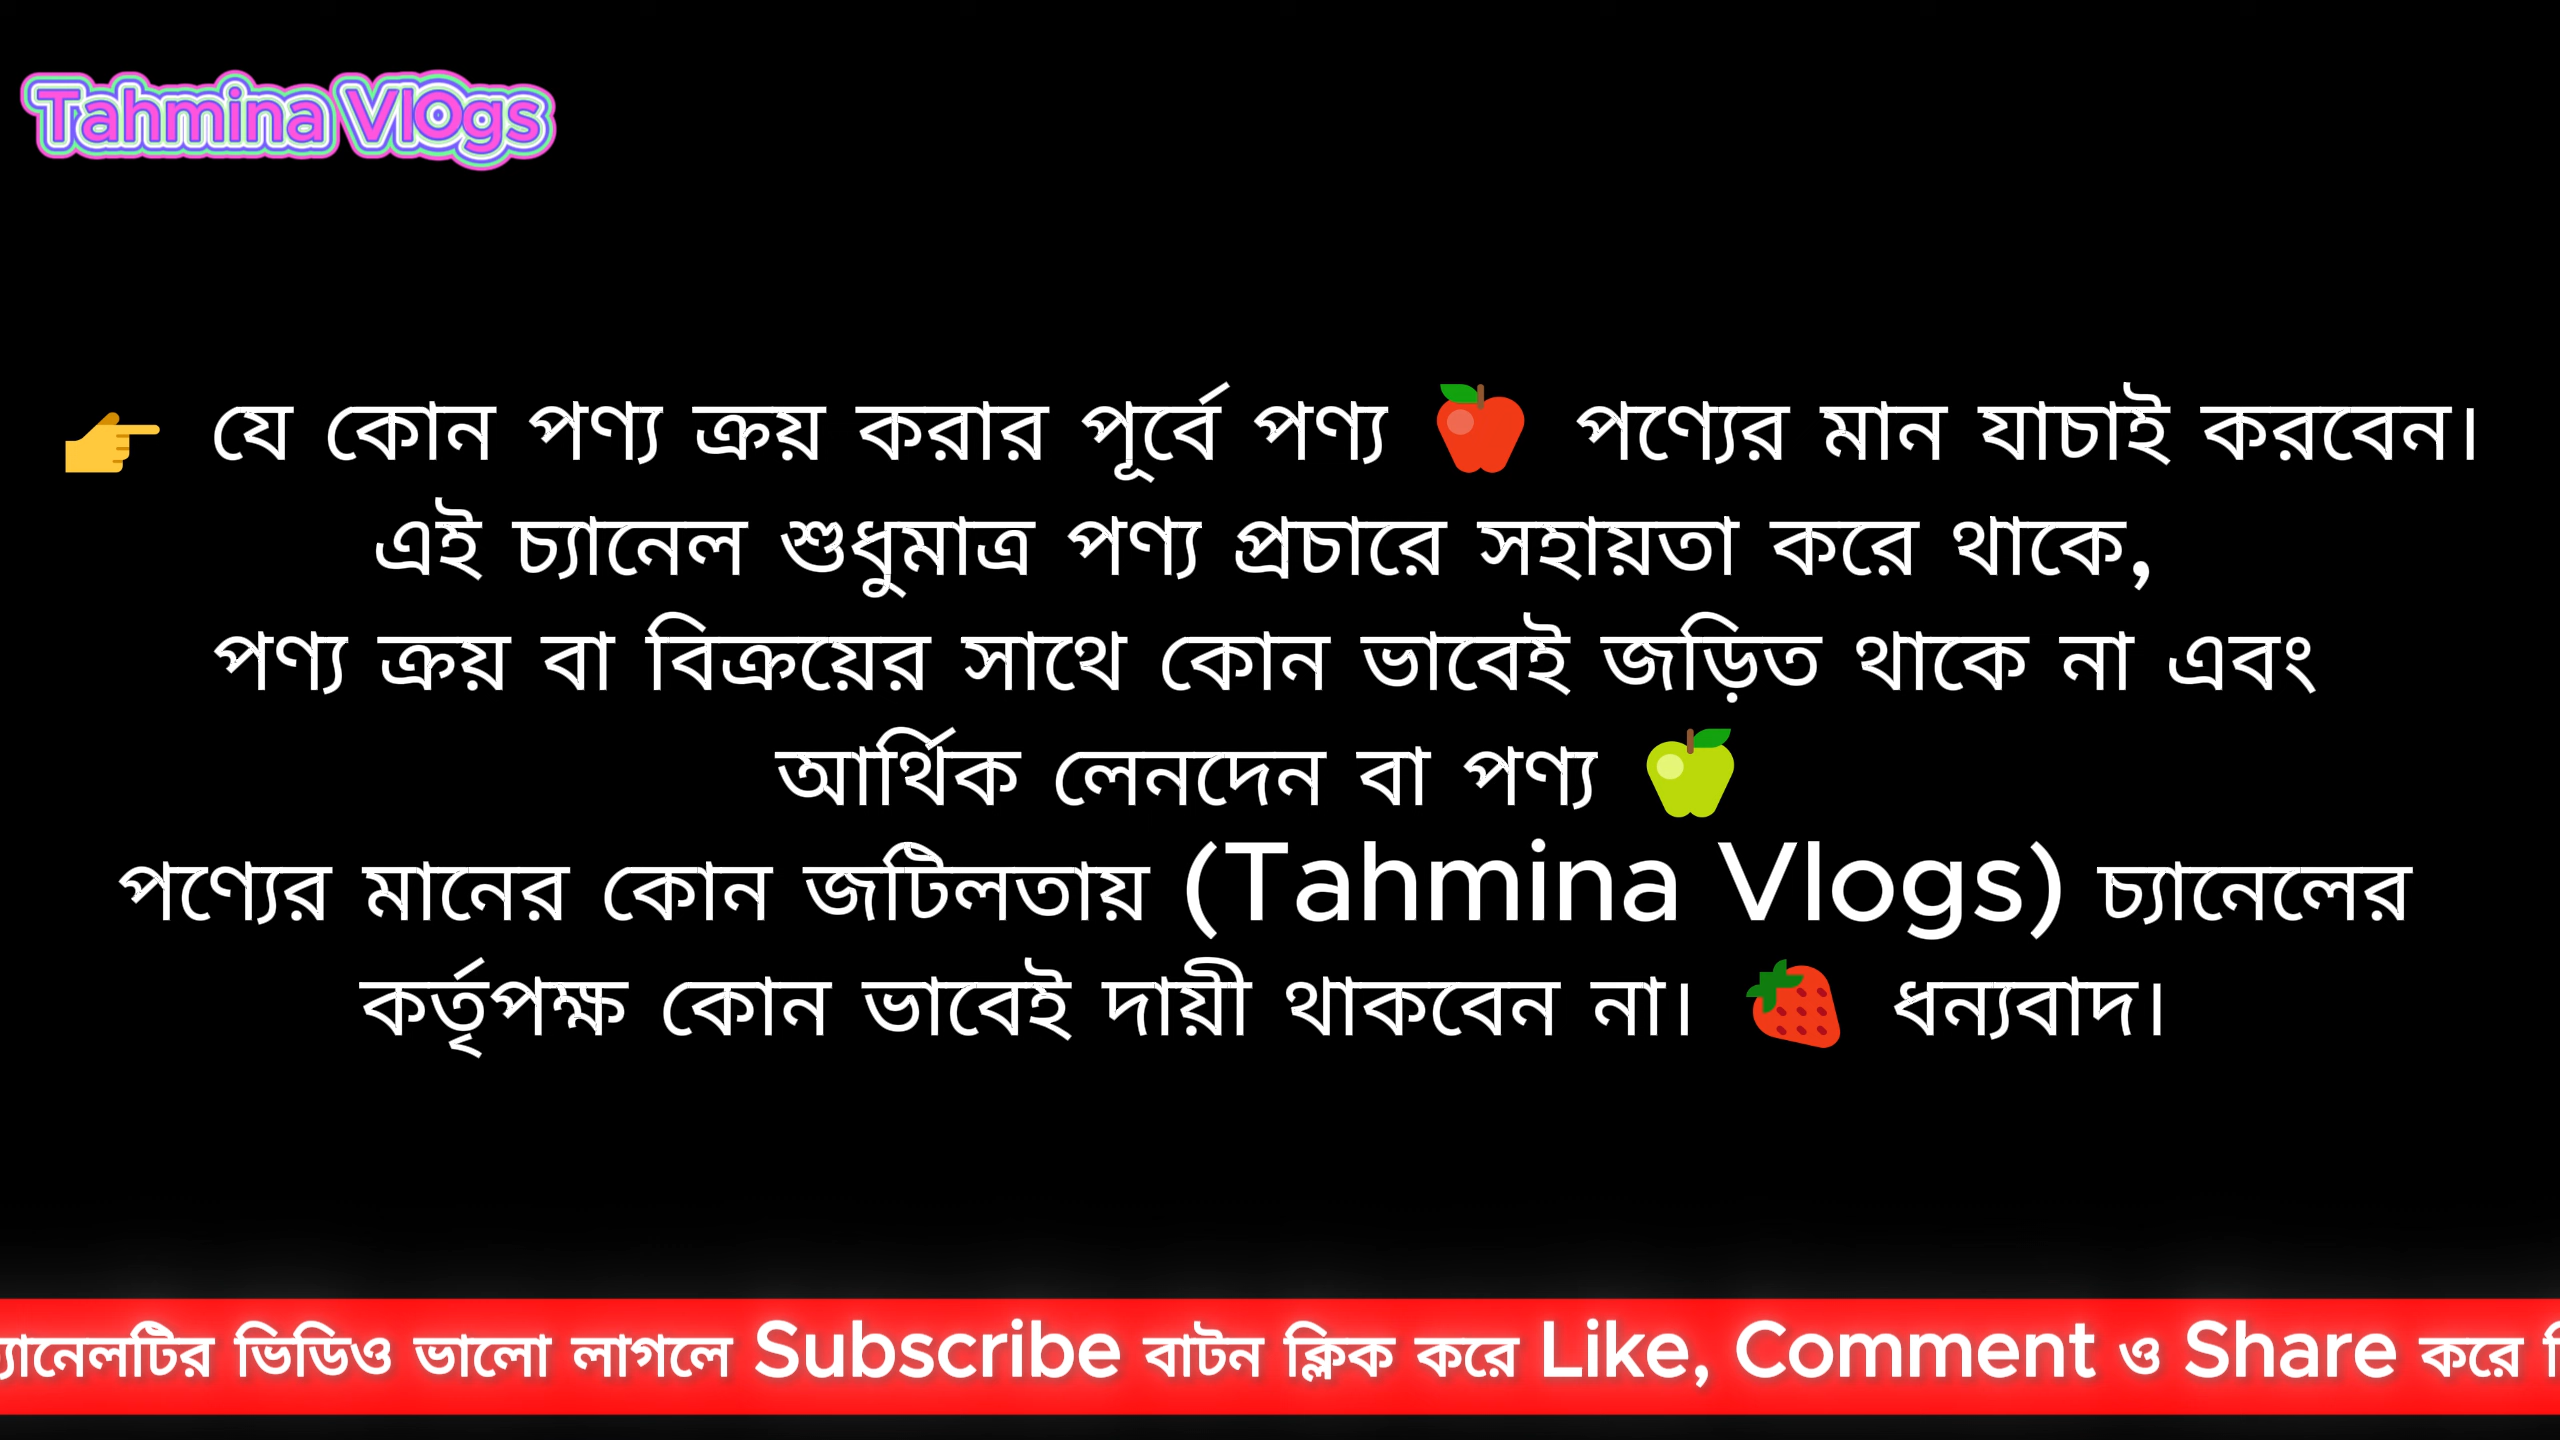 Tahmina Vlogs
👉 যে কোন পণ্য ক্রয় করার পূর্বে পণ্য 🍎 পণ্যের মান যাচাই করবেন।
এই চ্যানেল শুধুমাত্র পণ্য প্রচারে সহায়তা করে থাকে,
পণ্য ক্রয় বা বিক্রয়ের সাথে কোন ভাবেই জড়িত থাকে না এবং
আর্থিক লেনদেন বা পণ্য 🍏
পণ্যের মানের কোন জটিলতায় (Tahmina Vlogs) চ্যানেলের
কর্তৃপক্ষ কোন ভাবেই দায়ী থাকবেন না। 🍓 ধন্যবাদ।
ভিডিও ভালো লাগলে Subscribe বাটন ক্লিক করে Like, Comment ও Share করে